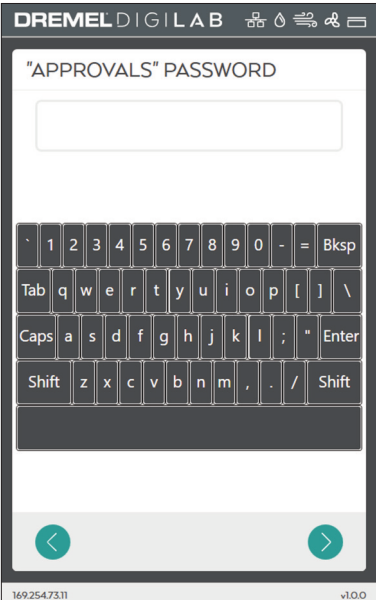 DREMEL DIGILAB
"APPROVALS" PASSWORD
` 1 2 3 4 5 6 7 8 9 0 - = Bksp
Tab q w e r t y u i o p [ ] \
Caps a s d f g h j k l ; " Enter
Shift z x c v b n m , . / Shift
169.254.73.11 v1.0.0